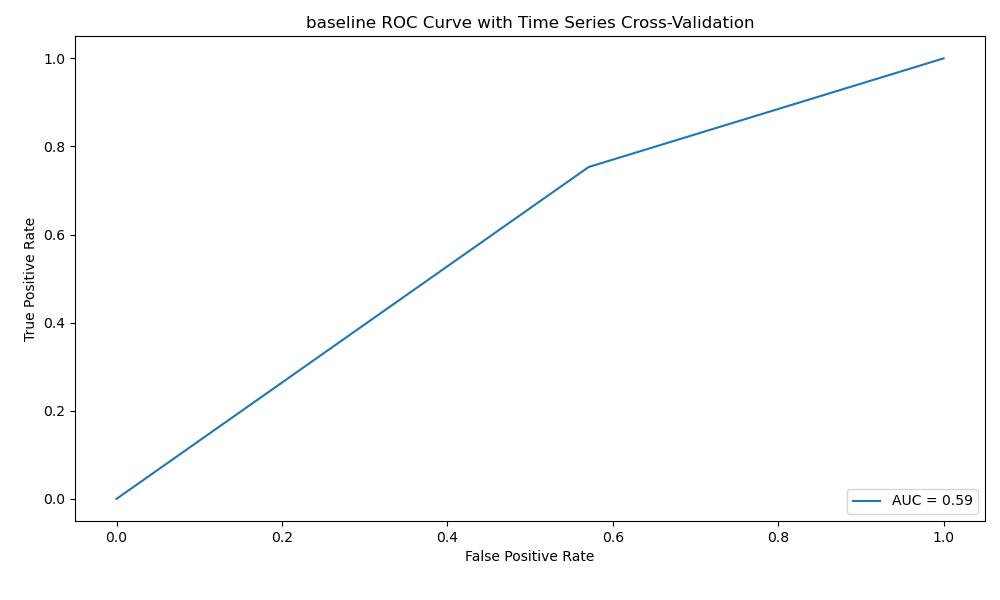 baseline ROC Curve with Time Series Cross-Validation
1.0
0.8
0.6
0.4
0.2
0.0
True Positive Rate
0.0 0.2 0.4 0.6 0.8 1.0
False Positive Rate
AUC = 0.59